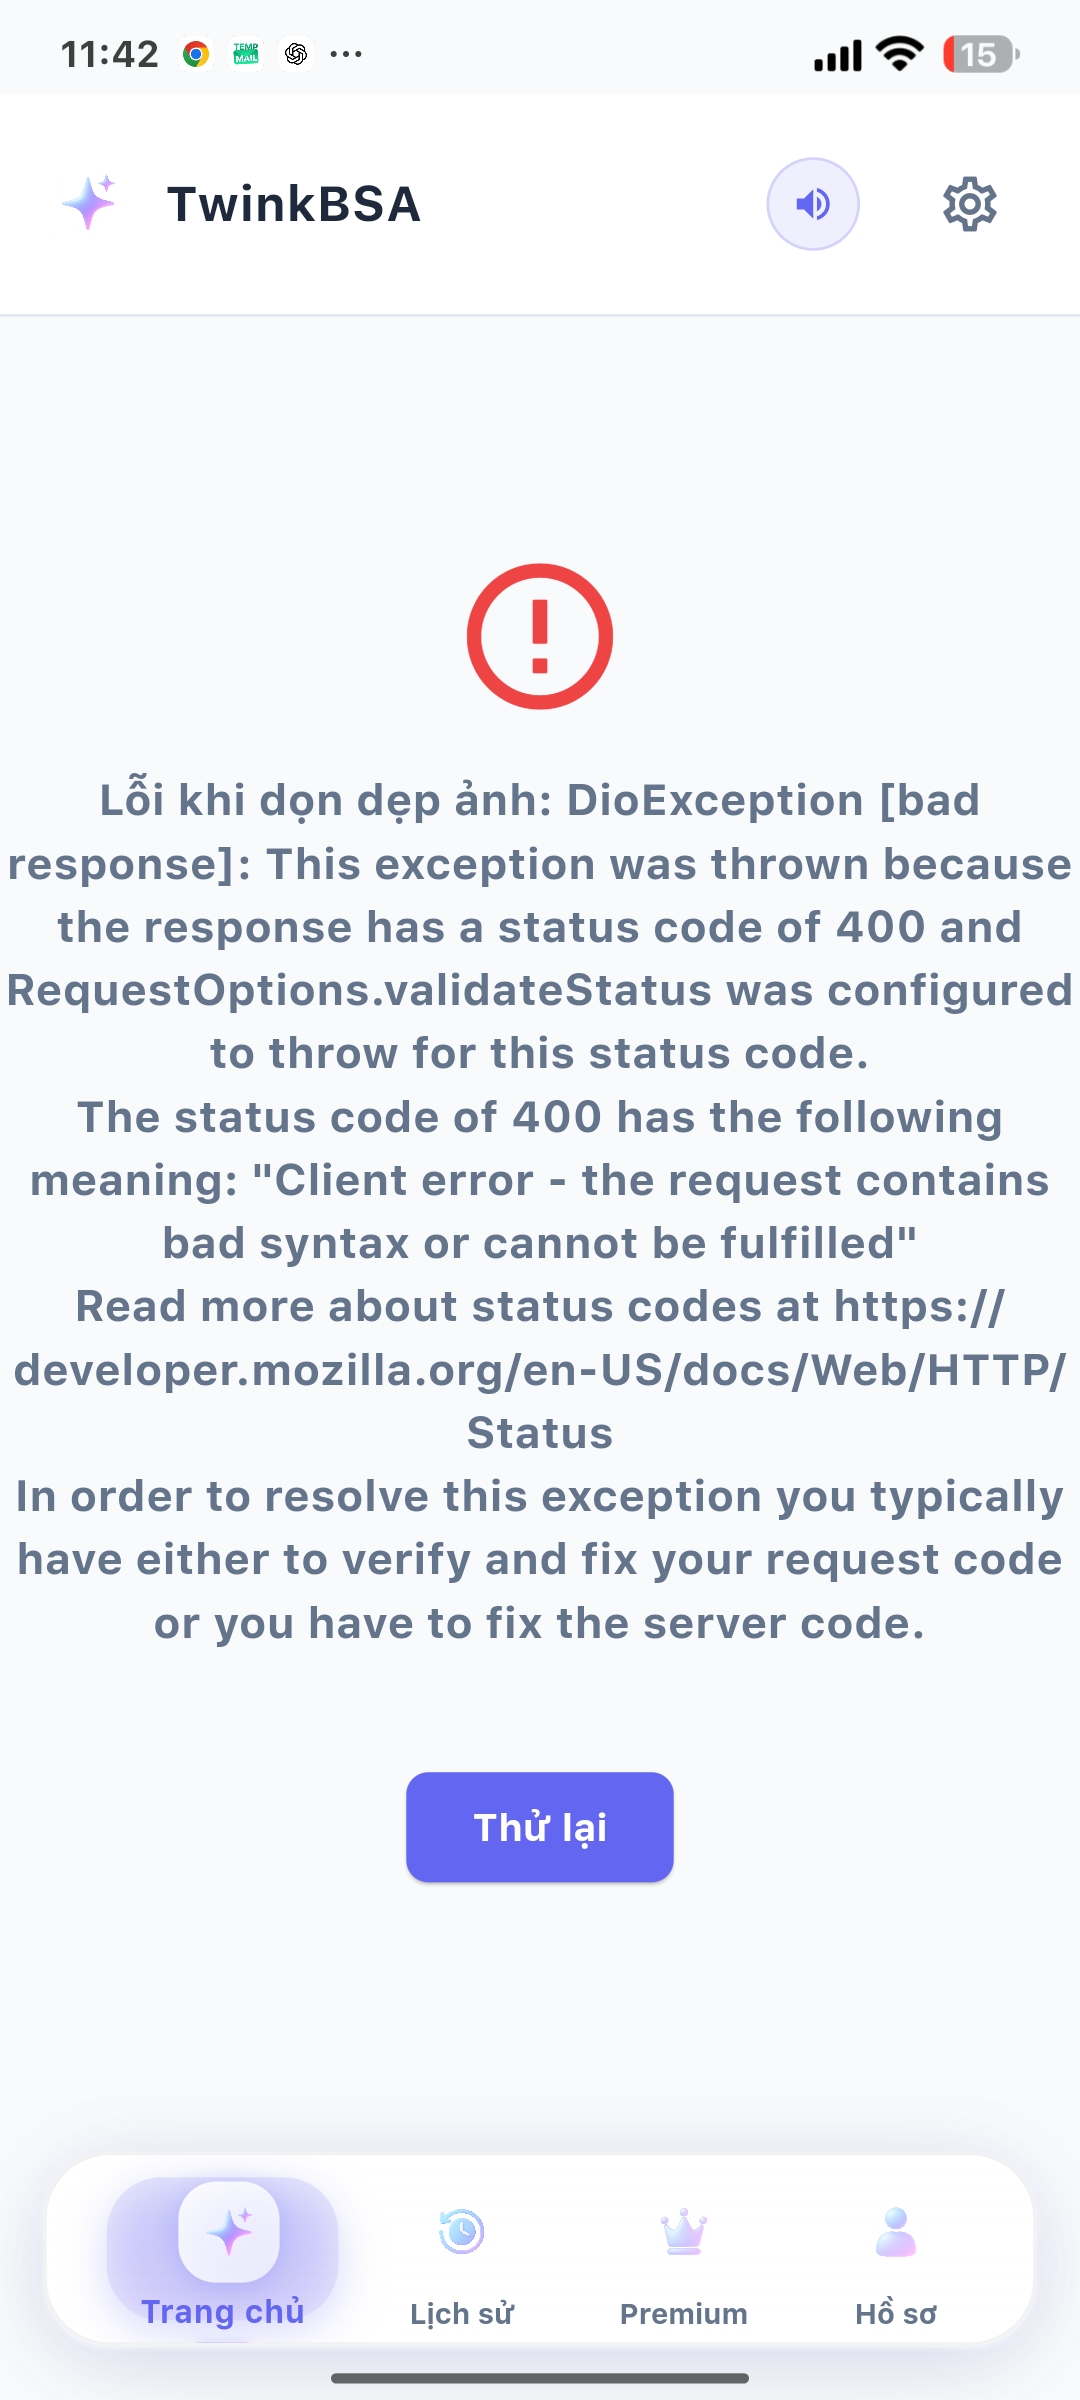 11:42
TEMP
MAIL
15
TwinkBSA
Lỗi khi dọn dẹp ảnh: DioException [bad
response]: This exception was thrown because
the response has a status code of 400 and
RequestOptions.validateStatus was configured
to throw for this status code.
The status code of 400 has the following
meaning: "Client error - the request contains
bad syntax or cannot be fulfilled"
Read more about status codes at https://
developer.mozilla.org/en-US/docs/Web/HTTP/
Status
In order to resolve this exception you typically
have either to verify and fix your request code
or you have to fix the server code.
Thử lại
Trang chủ
Lịch sử
Premium
Hồ sơ